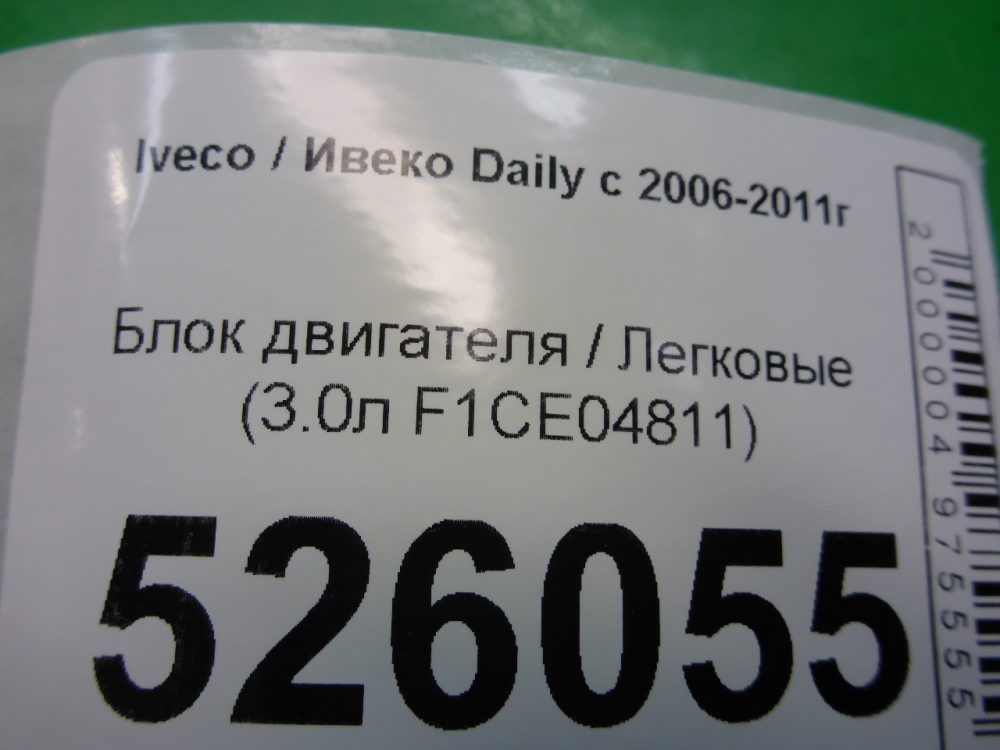 Iveco / Ивеко Daily с 2006-2011г
Блок двигателя / Легковые
(3.0л F1CE04811)
526055
2000004975555